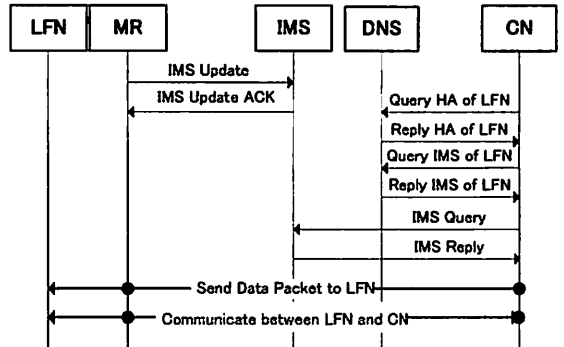 LFN MR IMS DNS CN
IMS Update
IMS Update ACK
Query HA of LFN
Reply HA of LFN
Query IMS of LFN
Reply IMS of LFN
IMS Query
IMS Reply
Send Data Packet to LFN
Communicate between LFN and CN